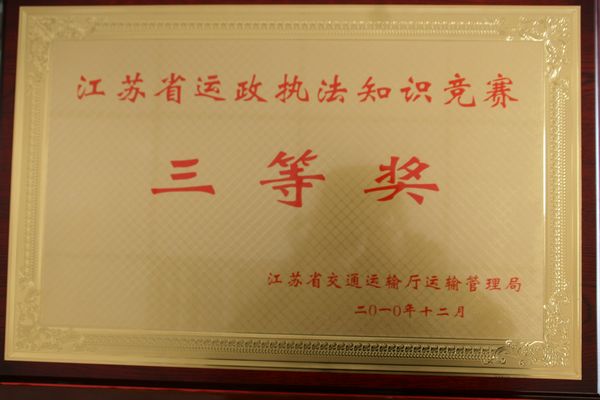 江苏省运政执法知识竞赛
三等奖
江苏省交通运输厅运输管理局
二0一0年十二月